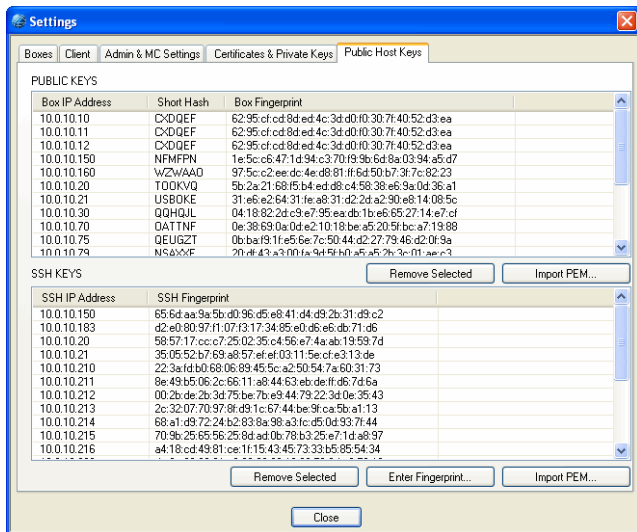 Settings
Boxes Client Admin & MC Settings Certificates & Private Keys Public Host Keys
PUBLIC KEYS
Box IP Address Short Hash Box Fingerprint
10.0.10.10 CXDQEF 62:95:cf:cd:8d:ed:4c:3d:d0:f0:30:7f:40:52:d3:ea
10.0.10.11 CXDQEF 62:95:cf:cd:8d:ed:4c:3d:d0:f0:30:7f:40:52:d3:ea
10.0.10.12 CXDQEF 62:95:cf:cd:8d:ed:4c:3d:d0:f0:30:7f:40:52:d3:ea
10.0.10.150 NFMFPN 1e:5c:c6:47:1d:94:c3:70:f9:9b:6d:8a:03:94:a5:d7
10.0.10.160 WZWAAO 97:5c:c2:ee:dc:4e:d8:81:ff:6d:50:b7:3f:7c:82:23
10.0.10.20 TOOKVQ 5b:2a:21:68:f5:b4:ed:d8:c4:58:38:e6:9a:0d:36:a1
10.0.10.21 USBOKE 31:e6:e2:64:31:fe:a8:31:d2:2d:a2:90:e8:14:08:5c
10.0.10.30 QQHQJL 04:18:82:2d:c9:e7:95:ea:db:1b:e6:65:27:14:e7:cf
10.0.10.70 OATTNF 0e:38:69:0a:0d:e2:10:18:be:a5:20:5f:bc:a7:19:88
10.0.10.75 QEUGZT 0b:ba:f9:1f:e5:6e:7c:50:44:d2:27:79:46:d2:0f:9a
10.0.10.79 NSAXXF 20:df:43:a3:00:fa:9d:5f:b0:a5:a5:2b:3c:01:ae:c3
SSH KEYS
Remove Selected Import PEM...
SSH IP Address SSH Fingerprint
10.0.10.150 65:6d:aa:9a:5b:d0:96:d5:e8:41:d4:d9:2b:31:d9:c2
10.0.10.183 d2:e0:80:97:f1:07:f3:17:34:85:e0:d6:e6:db:71:d6
10.0.10.20 58:57:17:cc:c7:25:02:35:c4:56:e7:4a:ab:19:59:7d
10.0.10.21 35:05:52:b7:69:a8:57:ef:ef:03:11:5e:cf:e3:13:de
10.0.10.210 22:3a:fd:b0:68:06:89:45:5c:a2:50:54:7a:60:31:73
10.0.10.211 8e:49:b5:06:2c:66:11:a8:44:63:eb:de:ff:d6:7d:6a
10.0.10.212 00:2b:de:2b:3d:75:be:7b:e9:44:79:22:3d:0e:35:43
10.0.10.213 2c:32:07:70:97:8f:d9:1c:67:44:be:9f:ca:5b:a1:13
10.0.10.214 68:a1:d9:72:24:b2:83:8a:98:a3:fc:d5:0d:93:7f:44
10.0.10.215 70:9b:25:65:56:25:8d:ad:0b:78:b3:25:e7:1d:a8:97
10.0.10.216 a4:18:cd:49:81:ce:1f:15:43:45:73:33:b5:85:54:34
Remove Selected Enter Fingerprint... Import PEM...
Close